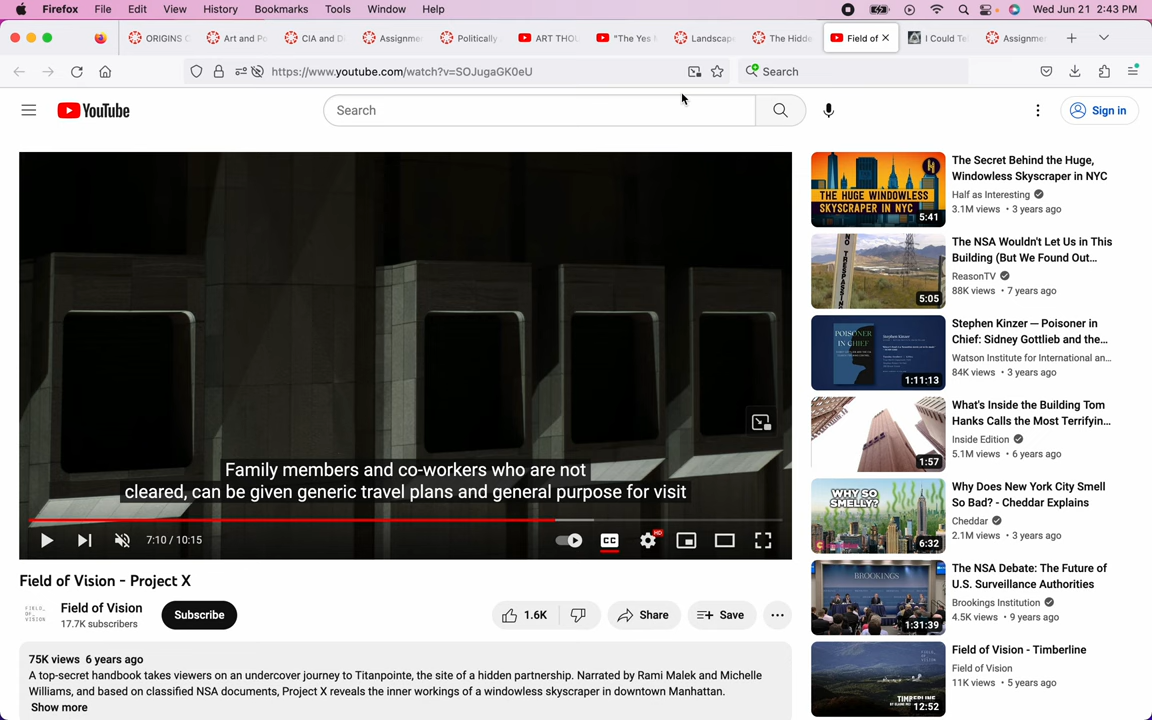 Firefox File Edit View History Bookmarks Tools Window Help Wed Jun 21 2:43 PM
ORIGINS C Art and Po CIA and D Assignme Politically ART THOU "The Yes M Landscap The Hidde Field of I Could Te Assignme
https://www.youtube.com/watch?v=SOJugaGK0eU Search
YouTube Search Sign in
Family members and co-workers who are not
cleared, can be given generic travel plans and general purpose for visit
7:10 / 10:15 CC HD
Field of Vision - Project X
FIELD_
OF_
VISION
Field of Vision
17.7K subscribers
Subscribe
1.6K Share Save
75K views 6 years ago
A top-secret handbook takes viewers on an undercover journey to Titanpointe, the site of a hidden partnership. Narrated by Rami Malek and Michelle
Williams, and based on classified NSA documents, Project X reveals the inner workings of a windowless skyscraper in downtown Manhattan.
Show more
THE HUGE WINDOWLESS
SKYSCRAPER IN NYC
5:41
The Secret Behind the Huge,
Windowless Skyscraper in NYC
Half as Interesting
3.1M views • 3 years ago
NO TRESPASSING
5:05
The NSA Wouldn't Let Us in This
Building (But We Found Out...
ReasonTV
88K views • 7 years ago
POISONER
IN CHIEF
1:11:13
Stephen Kinzer — Poisoner in
Chief: Sidney Gottlieb and the...
Watson Institute for International an...
84K views • 3 years ago
1:57
What's Inside the Building Tom
Hanks Calls the Most Terrifyin...
Inside Edition
5.1M views • 6 years ago
WHY SO
SMELLY?
6:32
Why Does New York City Smell
So Bad? - Cheddar Explains
Cheddar
2.1M views • 3 years ago
BROOKINGS
1:31:39
The NSA Debate: The Future of
U.S. Surveillance Authorities
Brookings Institution
4.5K views • 9 years ago
12:52
Field of Vision - Timberline
Field of Vision
11K views • 5 years ago